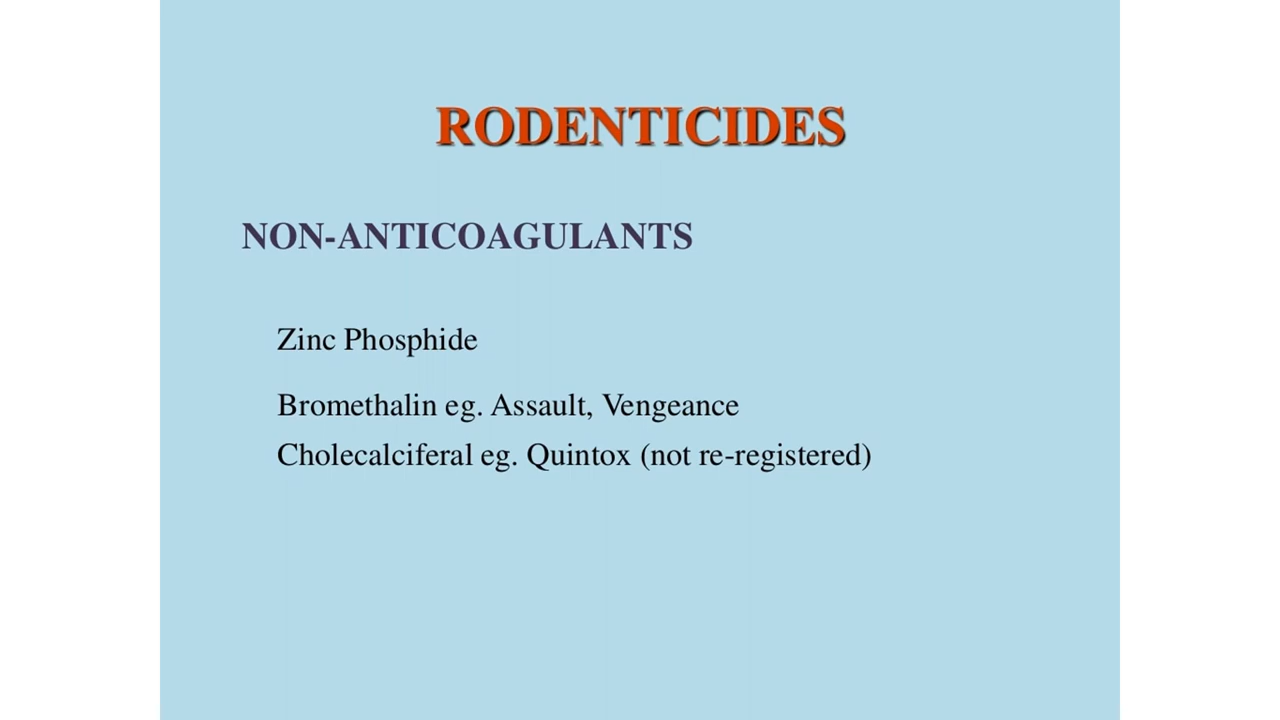 RODENTICIDES
NON-ANTICOAGULANTS
Zinc Phosphide
Bromethalin eg. Assault, Vengeance
Cholecalciferal eg. Quintox (not re-registered)